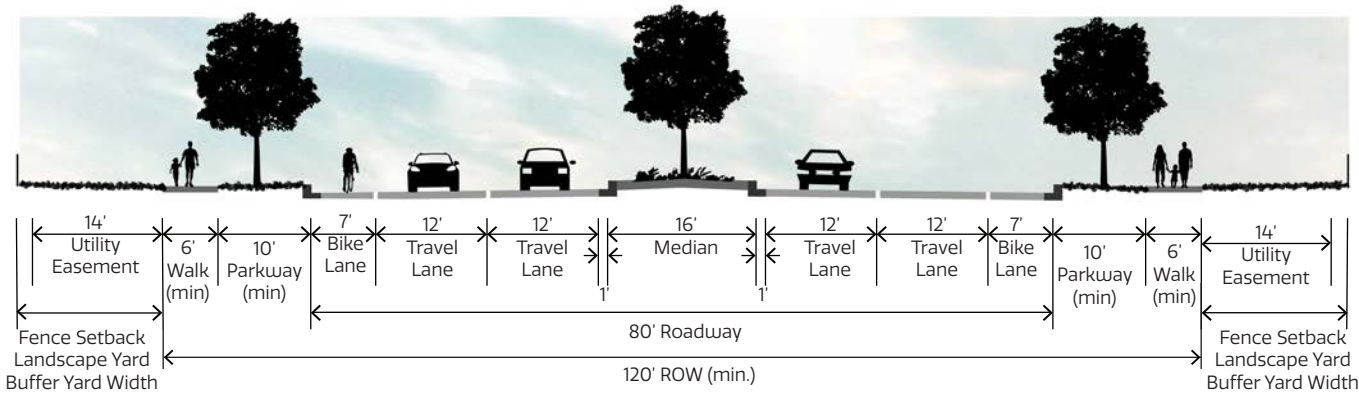 14'
Utility
Easement
6'
Walk
(min)
10'
Parkway
(min)
7'
Bike
Lane
12'
Travel
Lane
12'
Travel
Lane
1'
16'
Median
1'
12'
Travel
Lane
12'
Travel
Lane
7'
Bike
Lane
10'
Parkway
(min)
6'
Walk
(min)
14'
Utility
Easement
80' Roadway
Fence Setback
Landscape Yard
Buffer Yard Width
120' ROW (min.)
Fence Setback
Landscape Yard
Buffer Yard Width